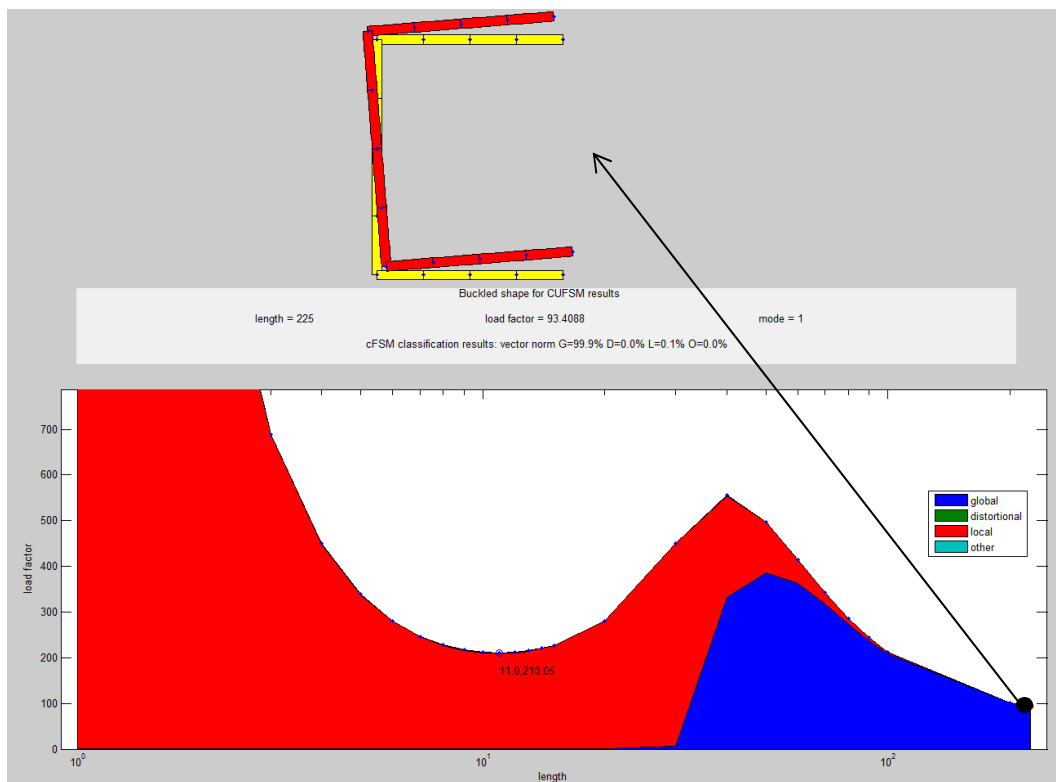 Buckled shape for CUFSM results
length = 225 load factor = 93.4088 mode = 1
cFSM classification results: vector norm G=99.9% D=0.0% L=0.1% O=0.0%
700
600
500
400
300
200
100
0
load factor
11.0,210.05
global
distortional
local
other
10^0 10^1 10^2
length